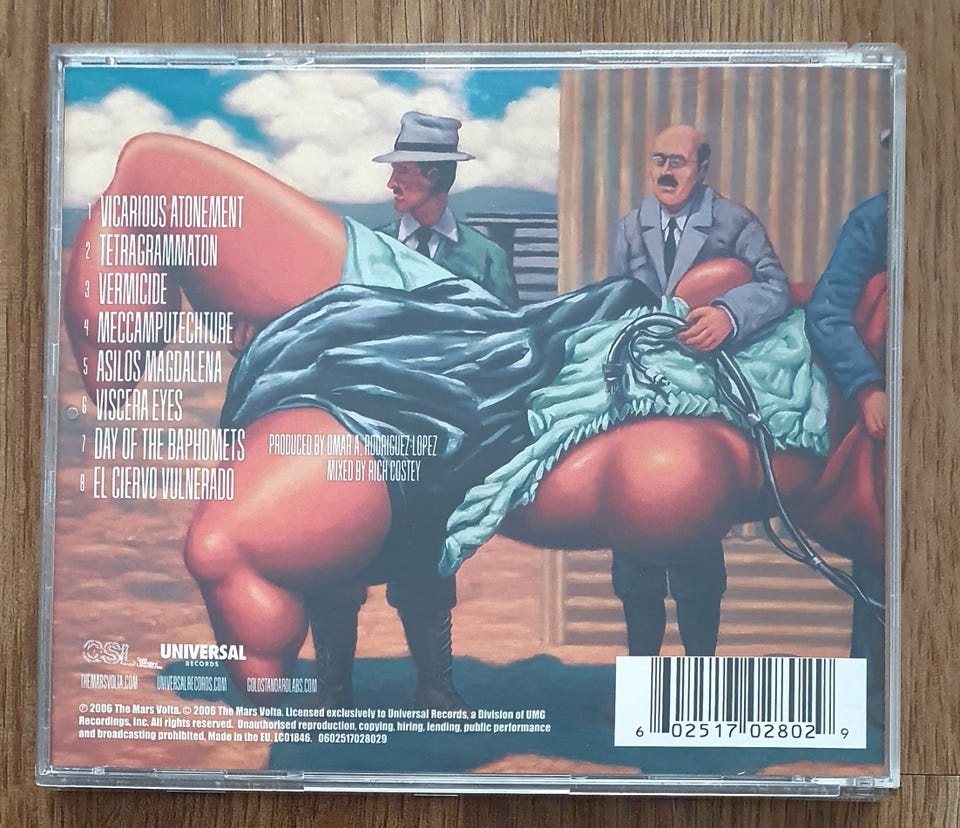 1 VICARIOUS ATONEMENT
2 TETRAGRAMMATON
3 VERMICIDE
4 MECCAMPUTECHTURE
5 ASILOS MAGDALENA
6 VISCERA EYES
7 DAY OF THE BAPHOMETS
8 EL CIERVO VULNERADO
PRODUCED BY OMAR A. RODRIGUEZ-LOPEZ
MIXED BY RICH COSTEY
GSL
UNIVERSAL
RECORDS
THEMARSVOLTA.COM UNIVERSALRECORDS.COM GOLDSTANDARDLABS.COM
℗ 2006 The Mars Volta. © 2006 The Mars Volta. Licensed exclusively to Universal Records, a Division of UMG
Recordings, Inc. All rights reserved. Unauthorised reproduction, copying, hiring, lending, public performance
and broadcasting prohibited. Made in the EU. LC01846. 0602517028029
6 02517 02802 9